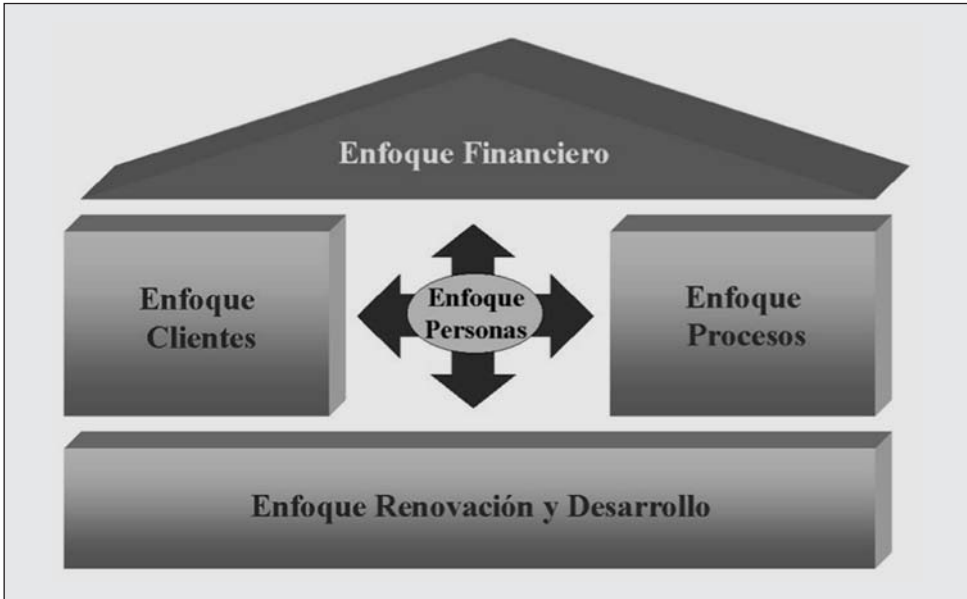 Enfoque Financiero
Enfoque
Clientes
Enfoque
Personas
Enfoque
Procesos
Enfoque Renovación y Desarrollo